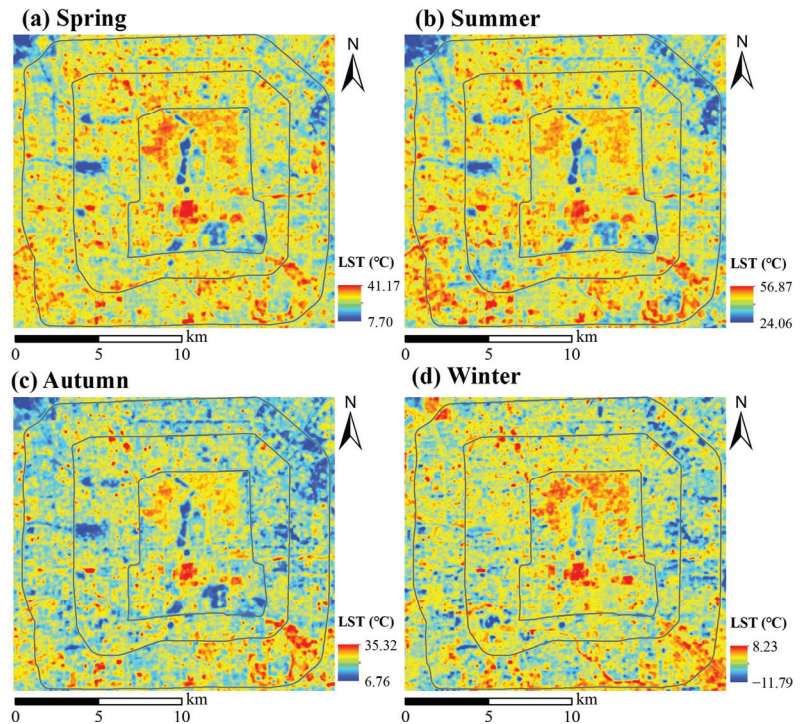 (a) Spring
N
LST (℃)
41.17
7.70
km
0 5 10
(b) Summer
N
LST (℃)
56.87
24.06
km
0 5 10
(c) Autumn
N
LST (℃)
35.32
6.76
km
0 5 10
(d) Winter
N
LST (℃)
8.23
−11.79
km
0 5 10